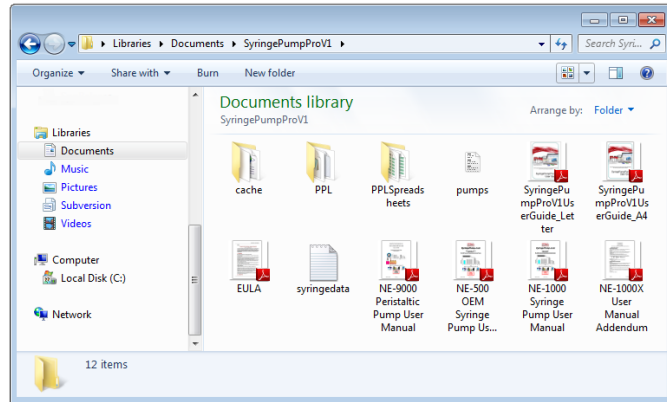 Libraries Documents SyringePumpProV1
Search Syri...
Organize Share with Burn New folder
Documents library
SyringePumpProV1
Arrange by: Folder
Libraries
Documents
Music
Pictures
Subversion
Videos
Computer
Local Disk (C:)
Network
cache
PPL
PPLSpreads
heets
pumps
SyringePu
mpProV1Us
erGuide_Let
ter
SyringePu
mpProV1Us
erGuide_A4
EULA
syringedata
NE-9000
Peristaltic
Pump User
Manual
NE-500
OEM
Syringe
Pump Us...
NE-1000
Syringe
Pump User
Manual
NE-1000X
User
Manual
Addendum
12 items